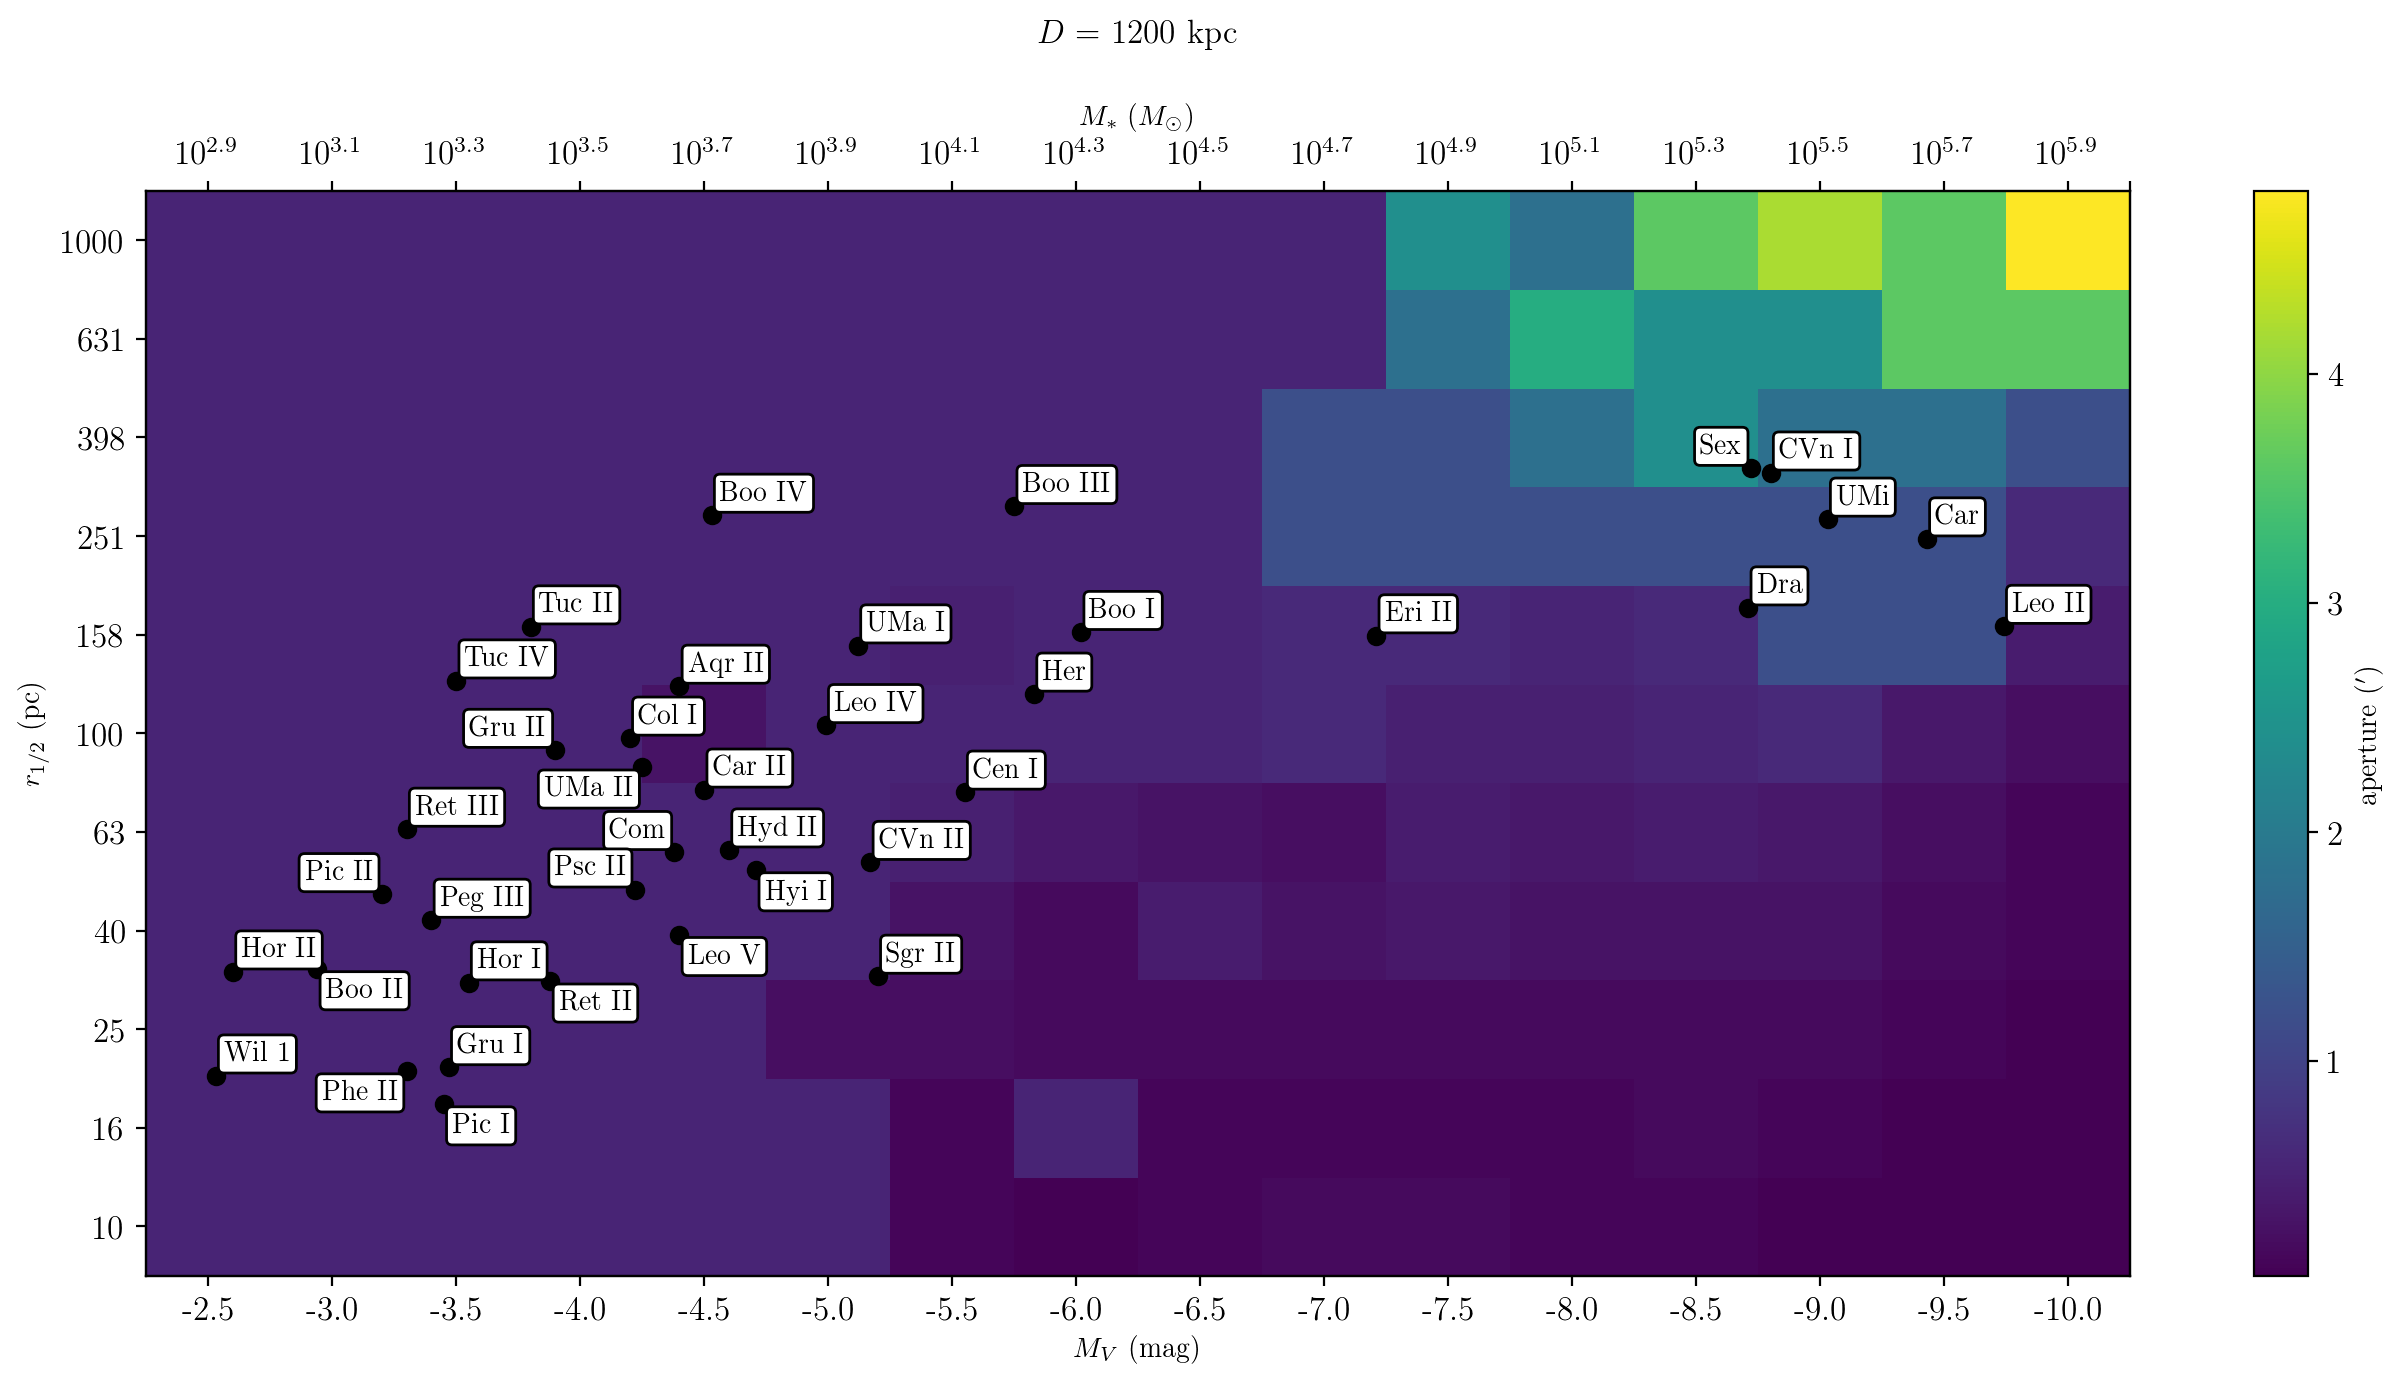 D = 1200 kpc
M* (M⊙)
10^2.9 10^3.1 10^3.3 10^3.5 10^3.7 10^3.9 10^4.1 10^4.3 10^4.5 10^4.7 10^4.9 10^5.1 10^5.3 10^5.5 10^5.7 10^5.9
1000
631
398
251
158
100
63
40
25
16
10
r1/2 (pc)
Sex
CVn I
Boo IV
Boo III
UMi
Car
Dra
Tuc II
UMa I
Boo I
Eri II
Leo II
Tuc IV
Aqr II
Her
Col I
Leo IV
Gru II
Car II
Cen I
UMa II
Ret III
Com
Hyd II
CVn II
Psc II
Pic II
Peg III
Hyi I
Hor II
Hor I
Leo V
Sgr II
Boo II
Ret II
Wil 1
Gru I
Phe II
Pic I
-2.5 -3.0 -3.5 -4.0 -4.5 -5.0 -5.5 -6.0 -6.5 -7.0 -7.5 -8.0 -8.5 -9.0 -9.5 -10.0
MV (mag)
4
3
2
1
aperture (′)